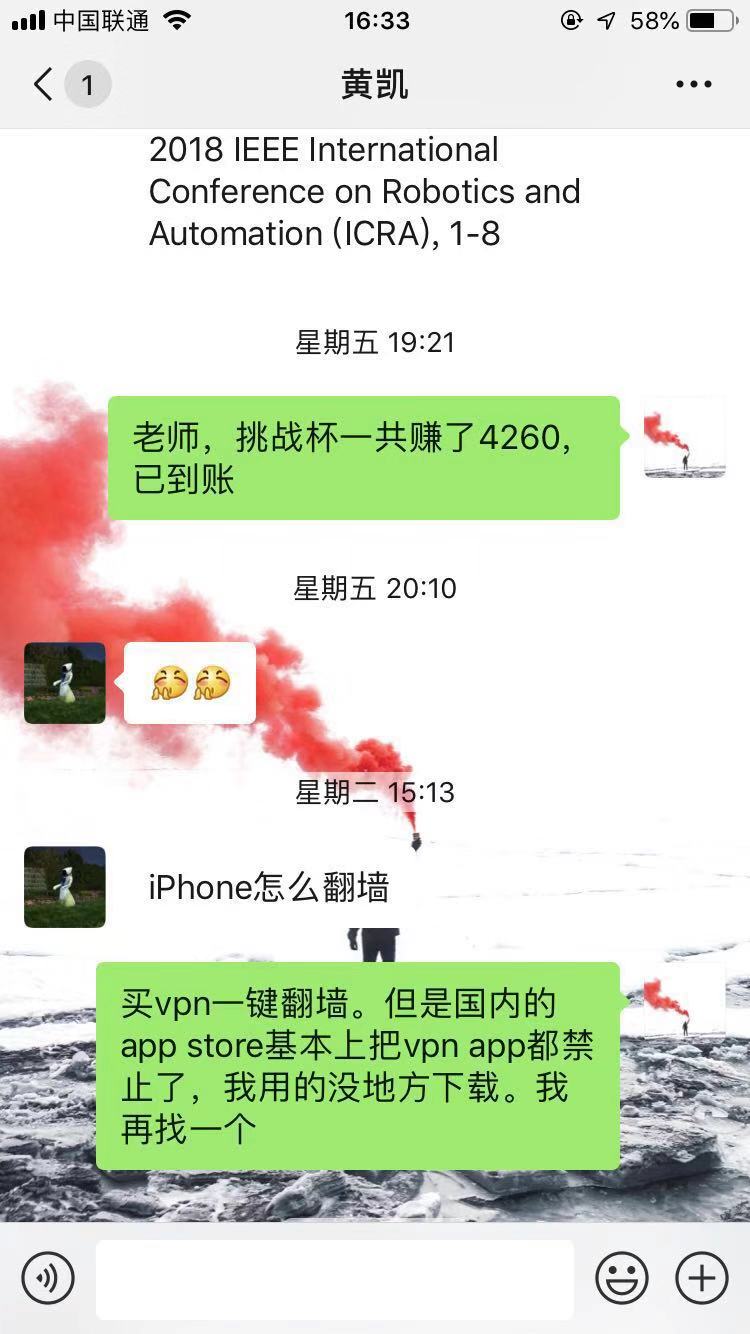 中国联通
16:33
58%
1
黄凯
2018 IEEE International
Conference on Robotics and
Automation (ICRA), 1-8
星期五 19:21
老师，挑战杯一共赚了4260，
已到账
星期五 20:10
星期二 15:13
iPhone怎么翻墙
买vpn一键翻墙。但是国内的
app store基本上把vpn app都禁
止了，我用的没地方下载。我
再找一个